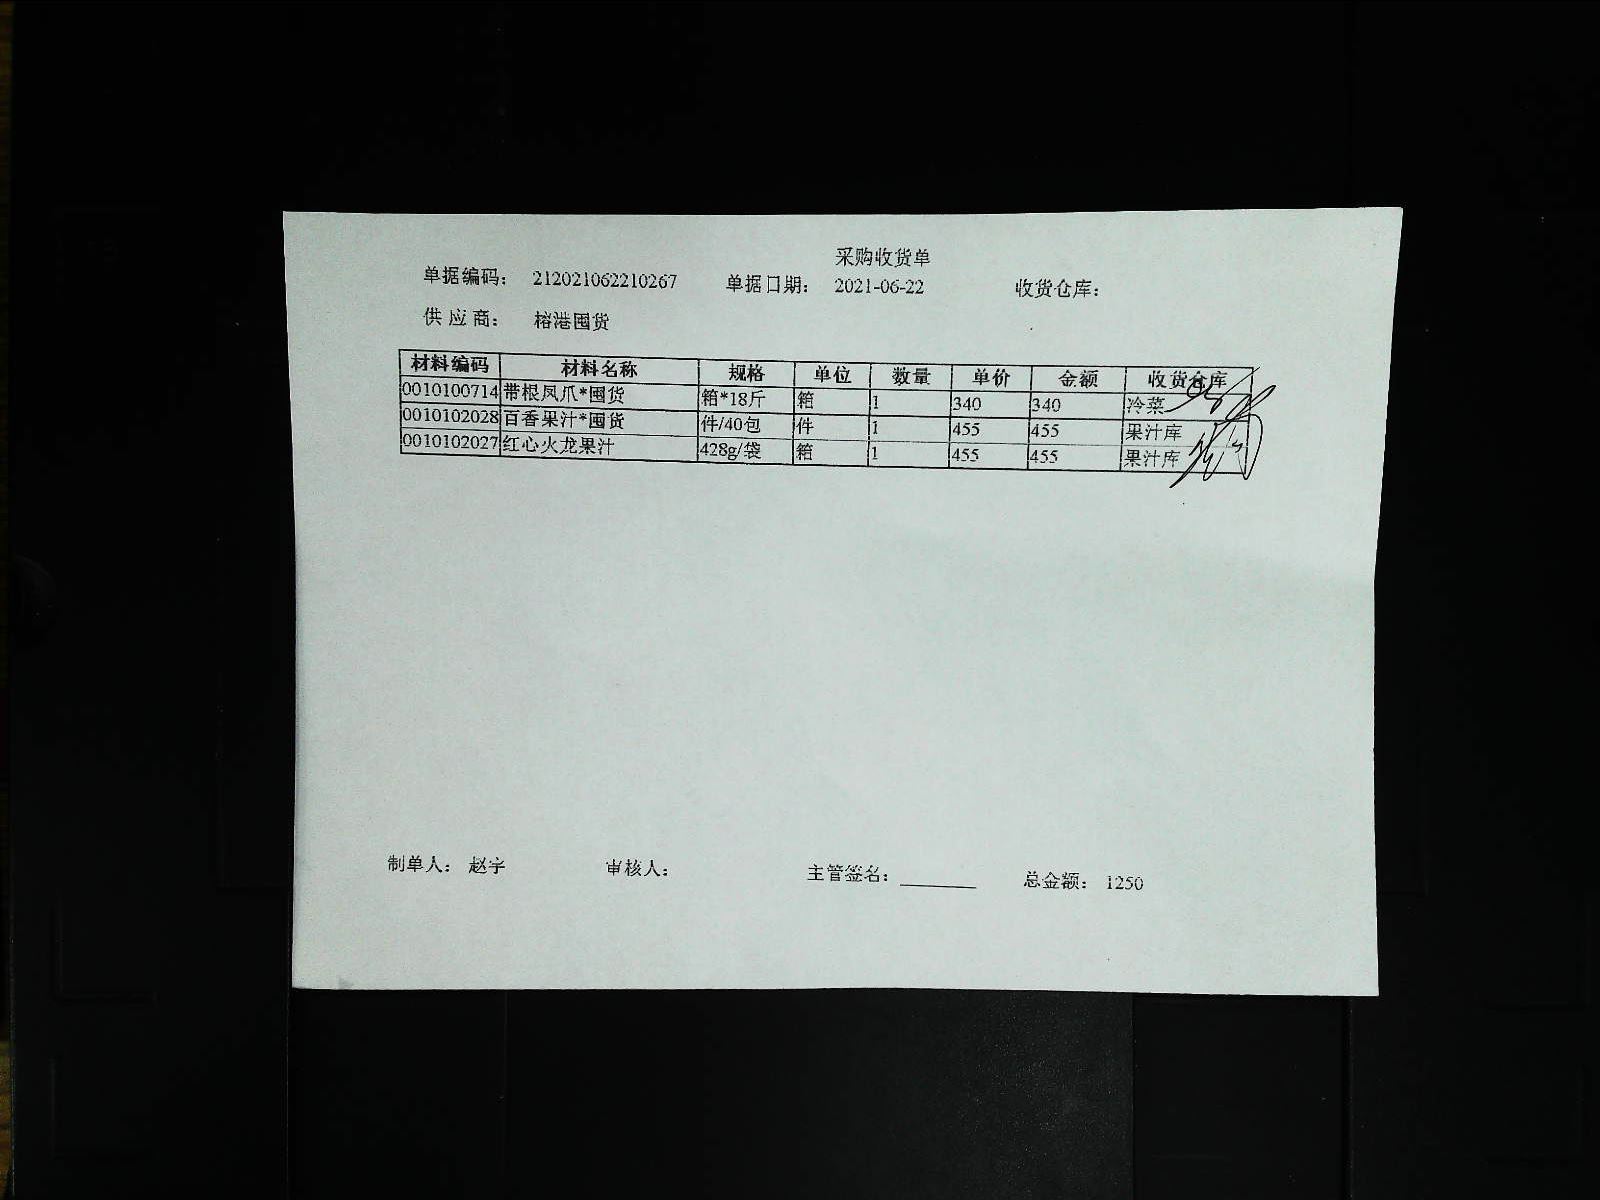 采购收货单
单据编码： 212021062210267 单据日期： 2021-06-22 收货仓库：
供应商： 榕港囤货
材料编码 材料名称 规格 单位 数量 单价 金额 收货仓库
0010100714 带根凤爪*囤货 箱*18斤 箱 1 340 340 冷菜
0010102028 百香果汁*囤货 件/40包 件 1 455 455 果汁库
0010102027 红心火龙果汁 428g/袋 箱 1 455 455 果汁库
制单人： 赵宇 审核人： 主管签名： 总金额： 1250